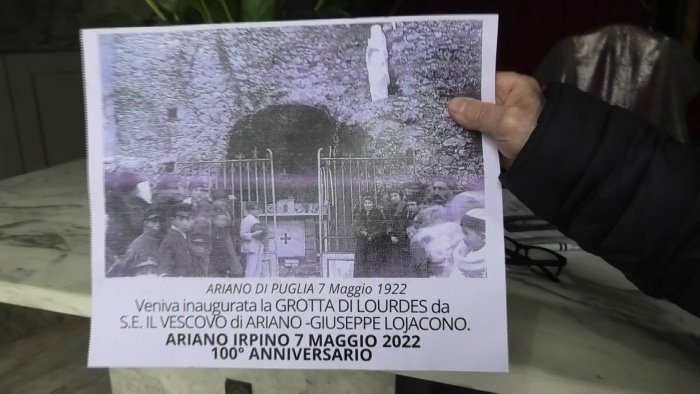 ARIANO DI PUGLIA 7 Maggio 1922
Veniva inaugurata la GROTTA DI LOURDES da
S.E. IL VESCOVO di ARIANO -GIUSEPPE LOJACONO.
ARIANO IRPINO 7 MAGGIO 2022
100° ANNIVERSARIO